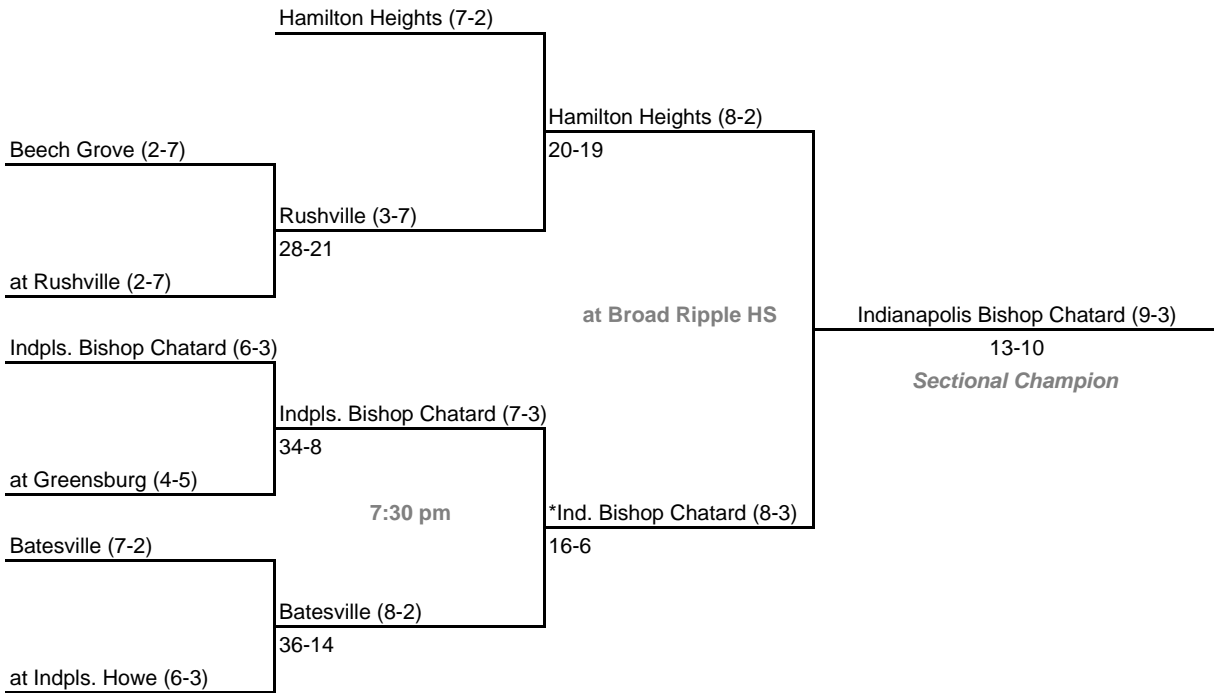 Hamilton Heights (7-2)
Hamilton Heights (8-2)
Beech Grove (2-7)
20-19
Rushville (3-7)
28-21
at Rushville (2-7)
at Broad Ripple HS
Indianapolis Bishop Chatard (9-3)
Indpls. Bishop Chatard (6-3)
13-10
Sectional Champion
Indpls. Bishop Chatard (7-3)
34-8
at Greensburg (4-5)
7:30 pm
*Ind. Bishop Chatard (8-3)
Batesville (7-2)
16-6
Batesville (8-2)
36-14
at Indpls. Howe (6-3)